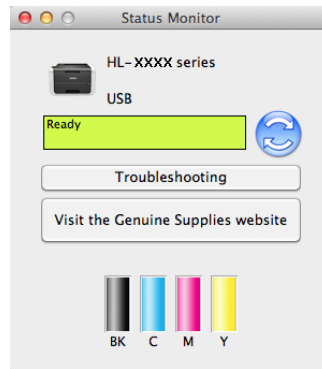 Status Monitor
HL-XXXX series
USB
Ready
Troubleshooting
Visit the Genuine Supplies website
BK C M Y